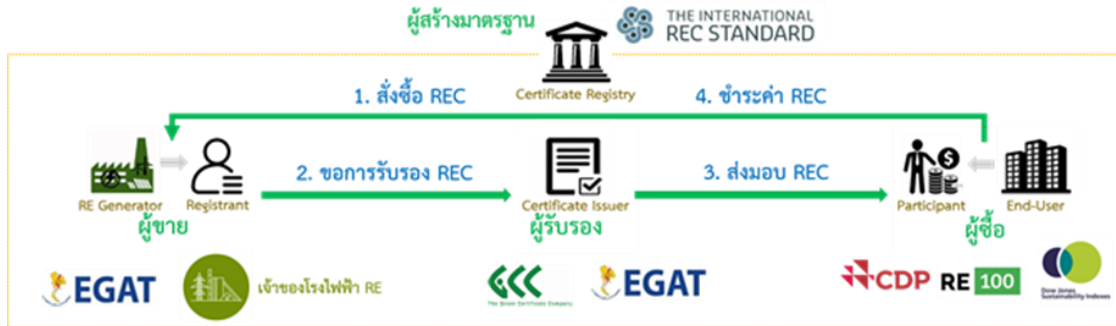 ผู้สร้างมาตรฐาน
THE INTERNATIONAL
REC STANDARD
Certificate Registry
1. สั่งซื้อ REC
4. ชำระค่า REC
2. ขอการรับรอง REC
3. ส่งมอบ REC
RE Generator
Registrant
Certificate Issuer
Participant
End-User
ผู้ขาย
ผู้รับรอง
ผู้ซื้อ
EGAT
เจ้าของโรงไฟฟ้า RE
GCC
The Green Certificate Company
EGAT
CDP
RE 100
Dow Jones
Sustainability Indexes